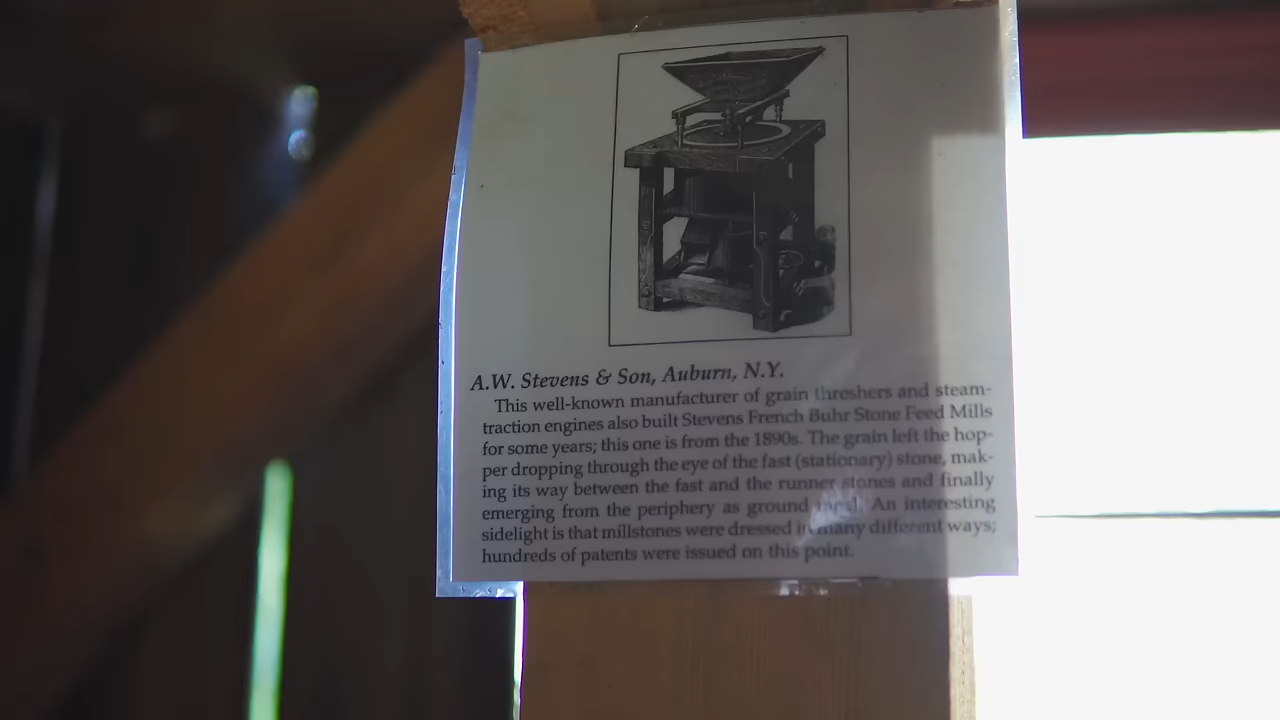 A.W. Stevens & Son, Auburn, N.Y.
This well-known manufacturer of grain threshers and steam-
traction engines also built Stevens French Buhr Stone Feed Mills
for some years; this one is from the 1890s. The grain left the hop-
per dropping through the eye of the fast (stationary) stone, mak-
ing its way between the fast and the runner stones and finally
emerging from the periphery as ground meal. An interesting
sidelight is that millstones were dressed in many different ways;
hundreds of patents were issued on this point.